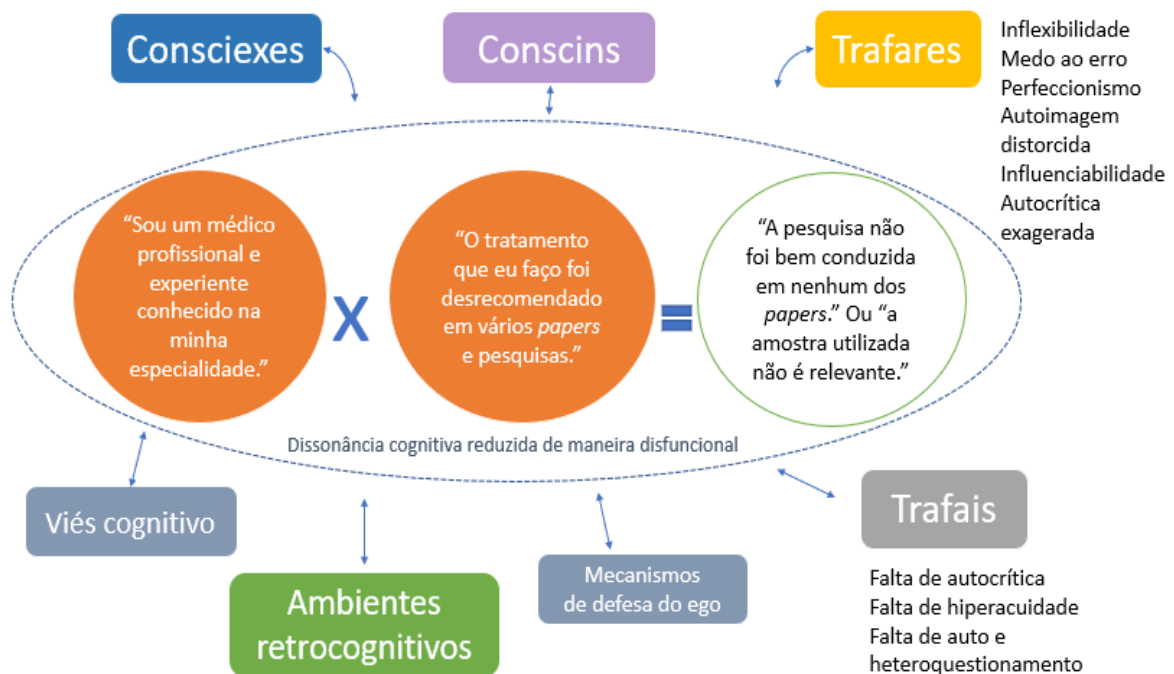 Consciexes
Conscins
Trafares
Inflexibilidade
Medo ao erro
Perfeccionismo
Autoimagem
distorcida
Influenciabilidade
Autocrítica
exagerada
“Sou um médico
profissional e
experiente
conhecido na
minha
especialidade.”
X
“O tratamento
que eu faço foi
desrecomendado
em vários papers
e pesquisas.”
=
“A pesquisa não
foi bem conduzida
em nenhum dos
papers.” Ou “a
amostra utilizada
não é relevante.”
Dissonância cognitiva reduzida de maneira disfuncional
Viés cognitivo
Ambientes
retrocognitivos
Mecanismos
de defesa do ego
Trafais
Falta de autocrítica
Falta de hiperacuidade
Falta de auto e
heteroquestionamento